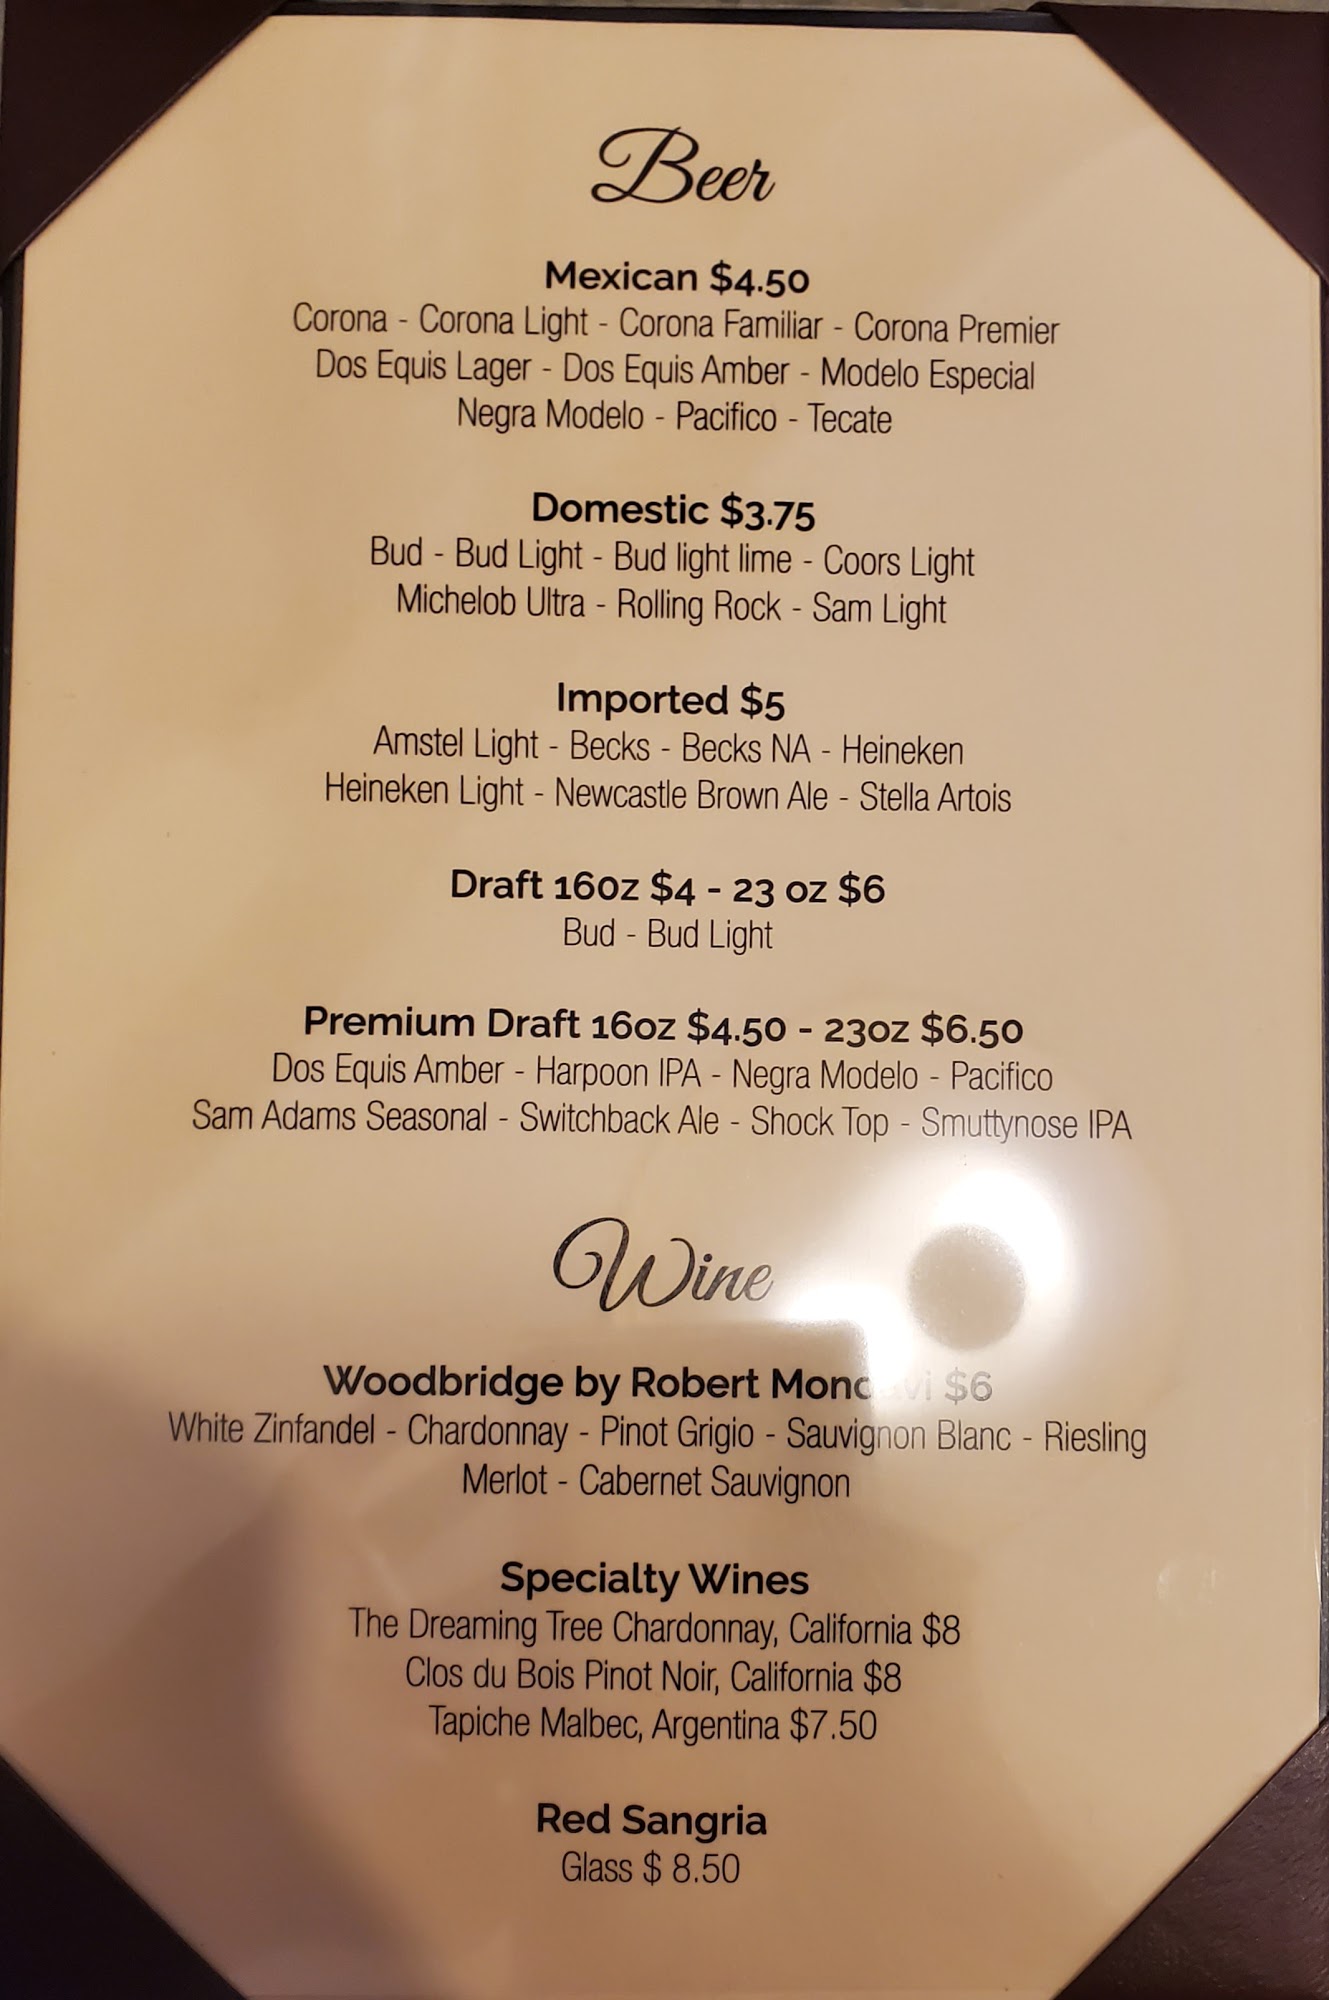 Beer
Mexican $4.50
Corona - Corona Light - Corona Familiar - Corona Premier
Dos Equis Lager - Dos Equis Amber - Modelo Especial
Negra Modelo - Pacifico - Tecate
Domestic $3.75
Bud - Bud Light - Bud light lime - Coors Light
Michelob Ultra - Rolling Rock - Sam Light
Imported $5
Amstel Light - Becks - Becks NA - Heineken
Heineken Light - Newcastle Brown Ale - Stella Artois
Draft 16oz $4 - 23 oz $6
Bud - Bud Light
Premium Draft 16oz $4.50 - 23oz $6.50
Dos Equis Amber - Harpoon IPA - Negra Modelo - Pacifico
Sam Adams Seasonal - Switchback Ale - Shock Top - Smuttynose IPA
Wine
Woodbridge by Robert Mondavi $6
White Zinfandel - Chardonnay - Pinot Grigio - Sauvignon Blanc - Riesling
Merlot - Cabernet Sauvignon
Specialty Wines
The Dreaming Tree Chardonnay, California $8
Clos du Bois Pinot Noir, California $8
Tapiche Malbec, Argentina $7.50
Red Sangria
Glass $ 8.50